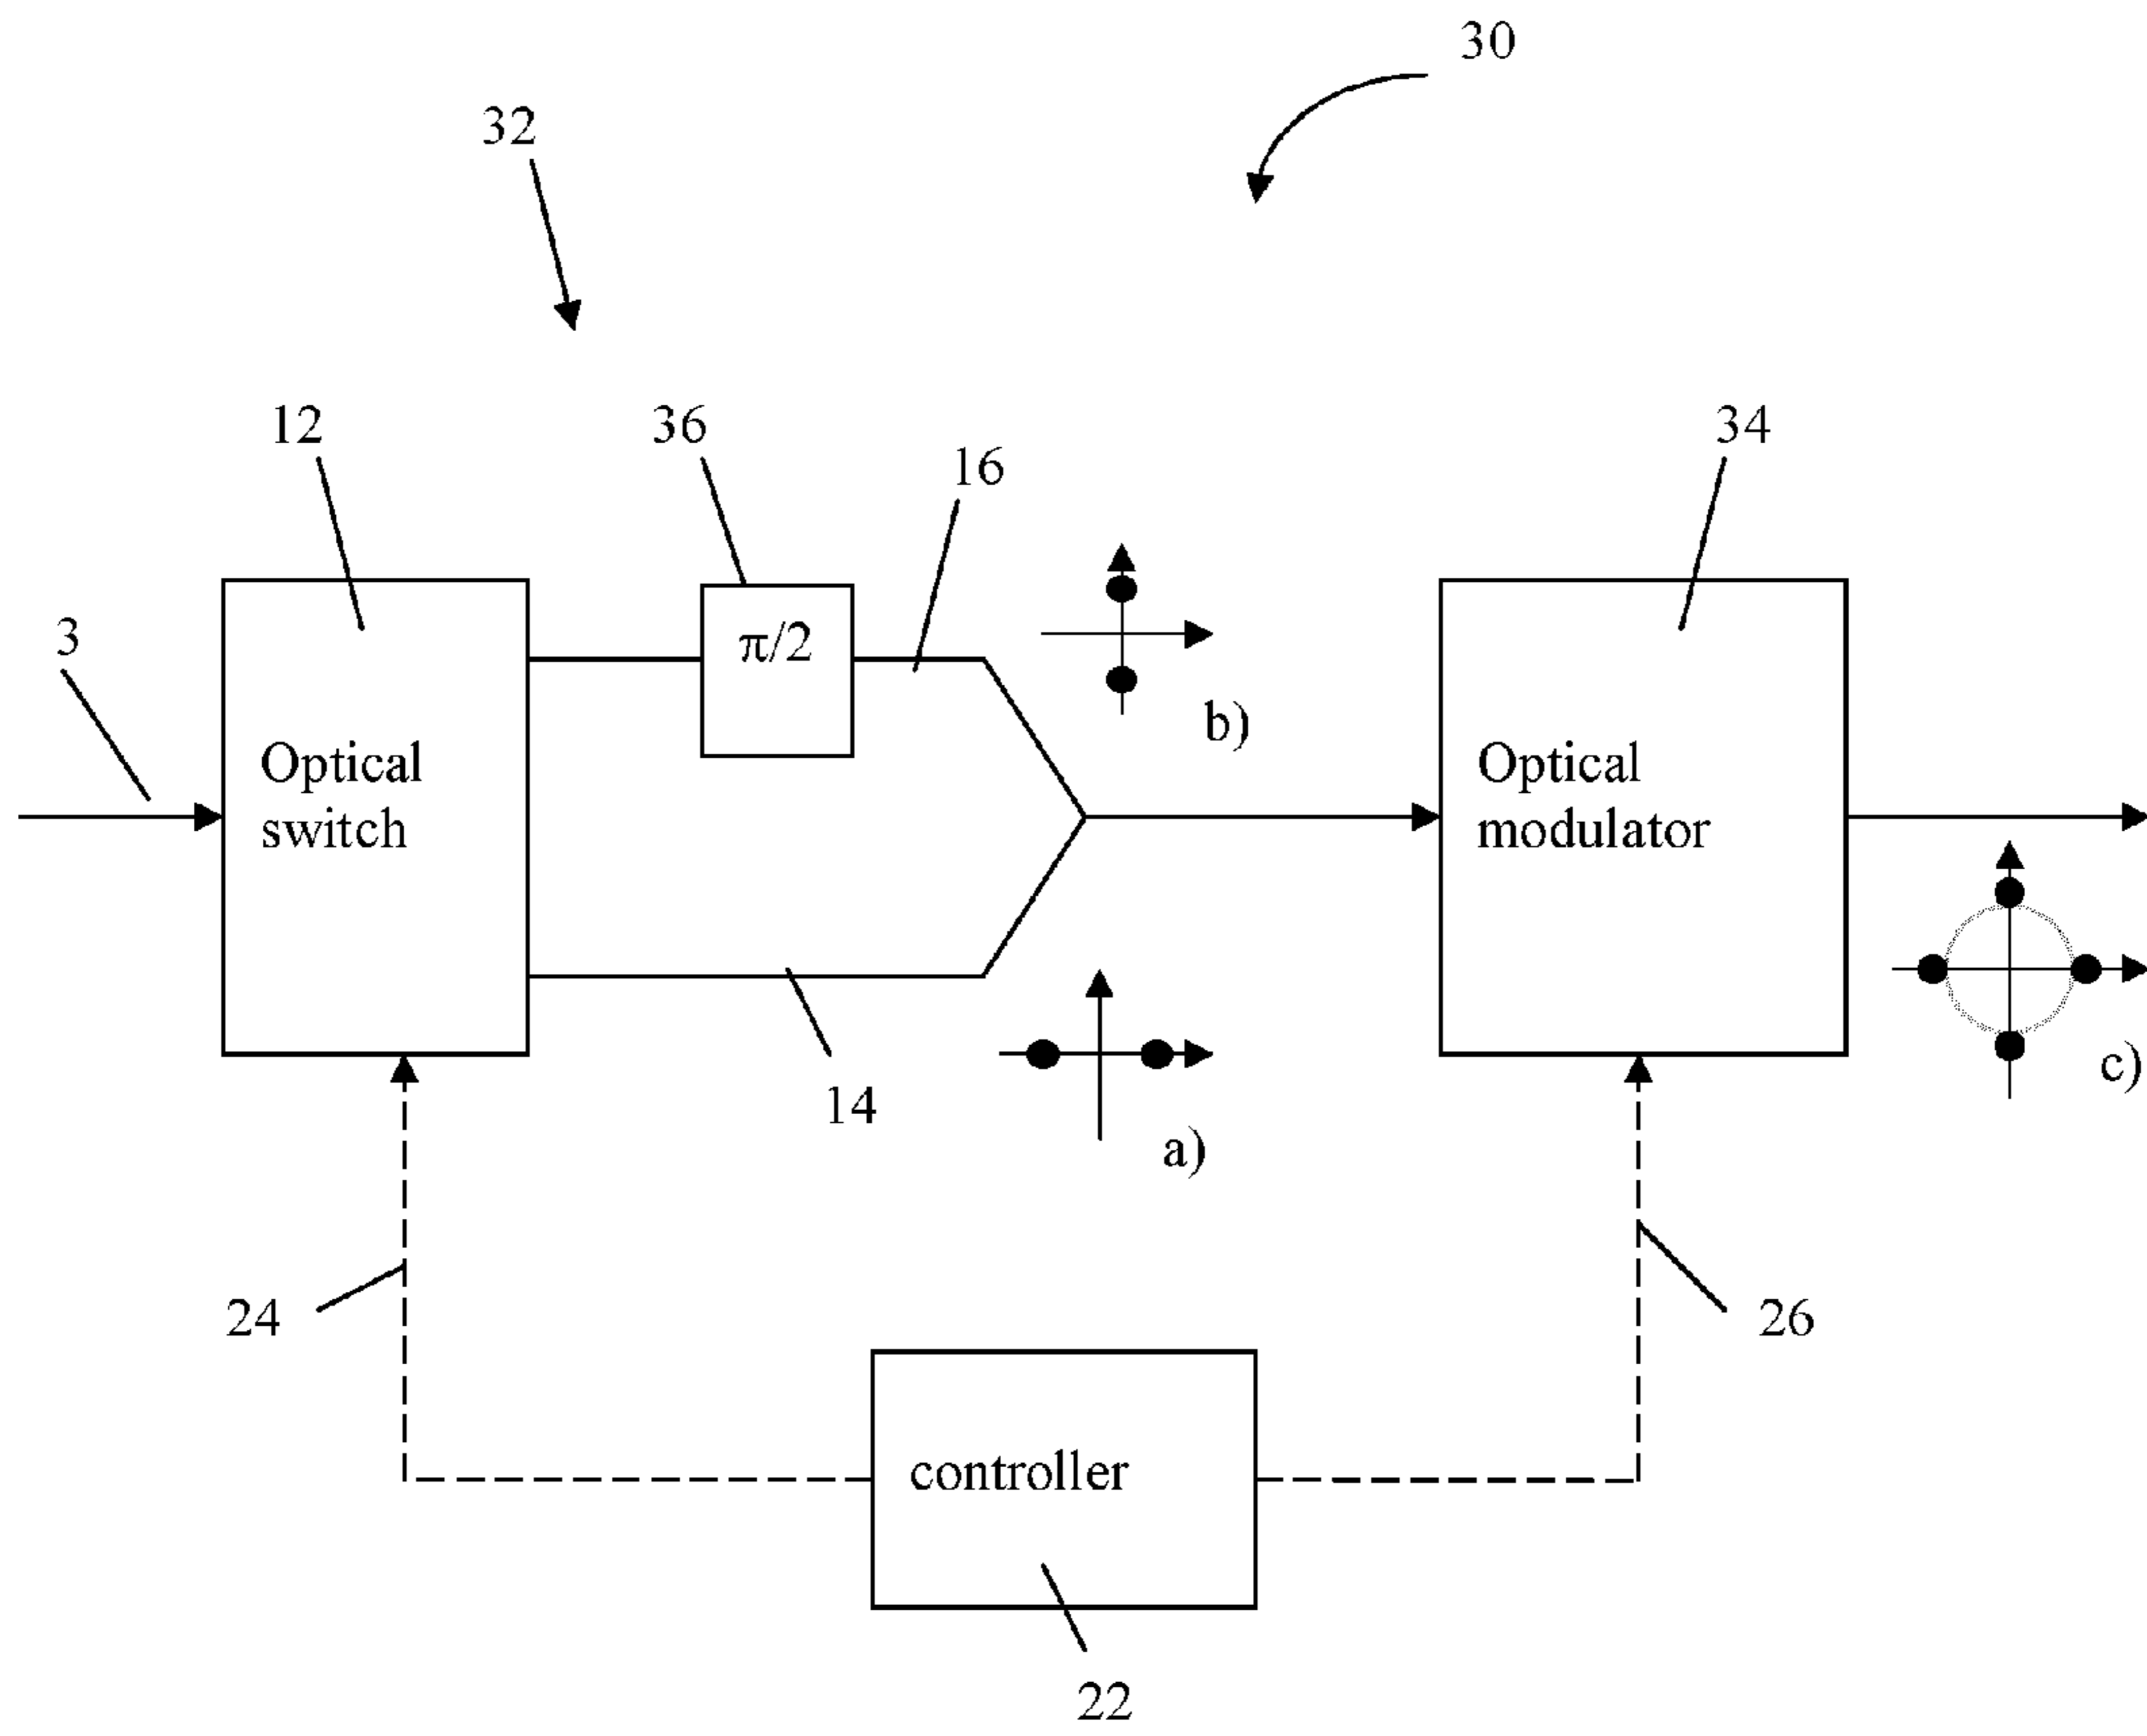 30
32
12
36
16
34
3
π/2
b)
Optical
switch
Optical
modulator
14
a)
c)
24
26
controller
22